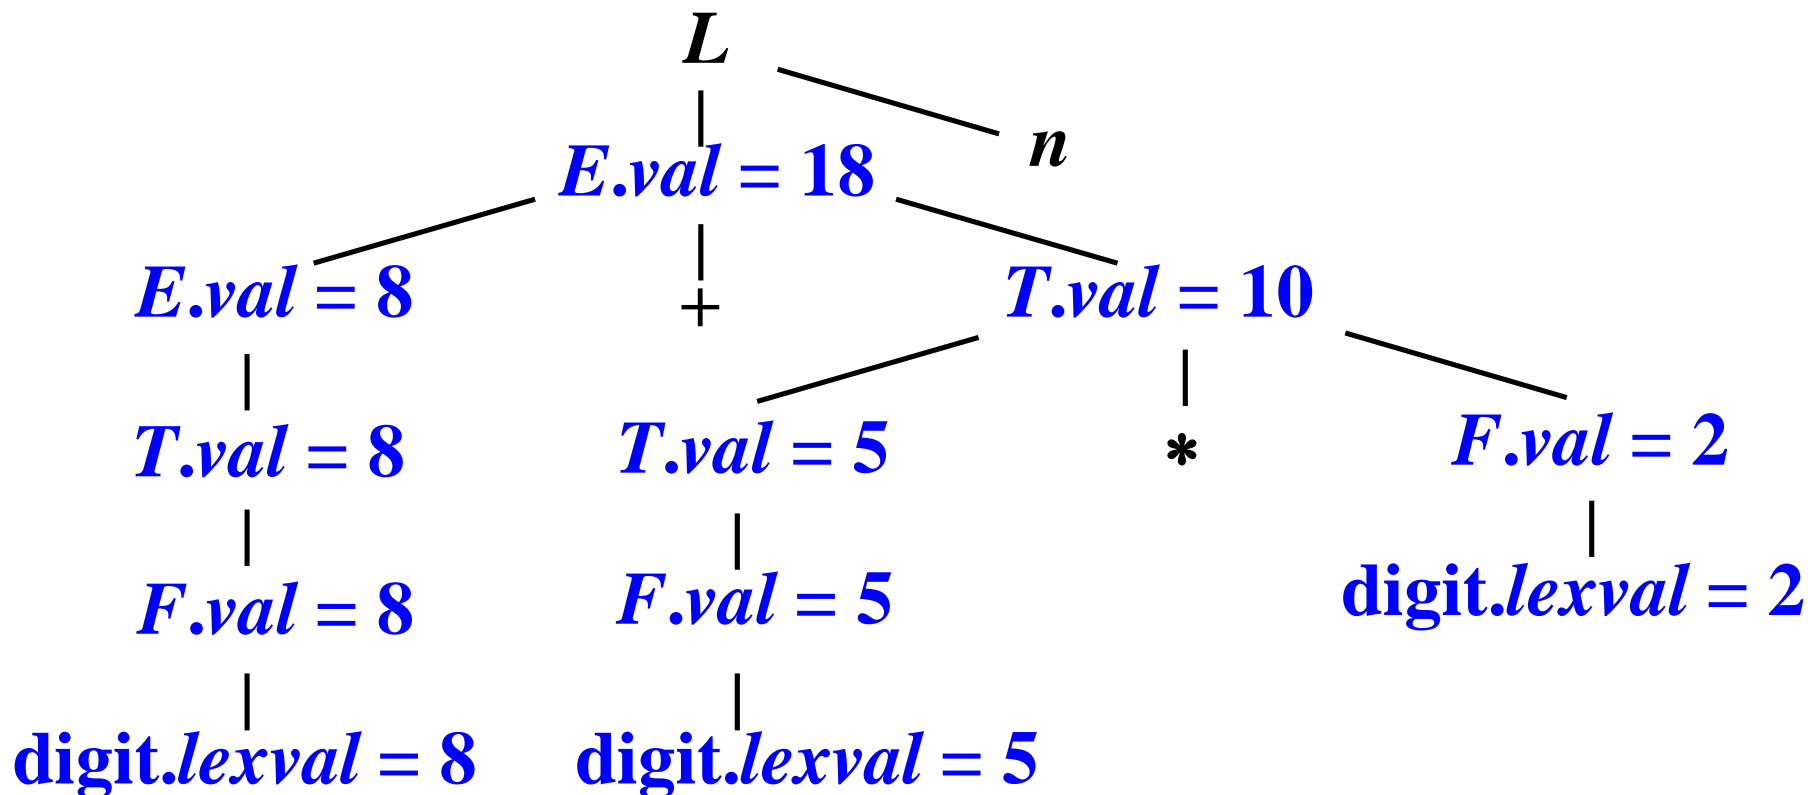 L
n
E.val = 18
E.val = 8
+
T.val = 10
T.val = 8
T.val = 5
*
F.val = 2
F.val = 8
F.val = 5
digit.lexval = 2
digit.lexval = 8
digit.lexval = 5